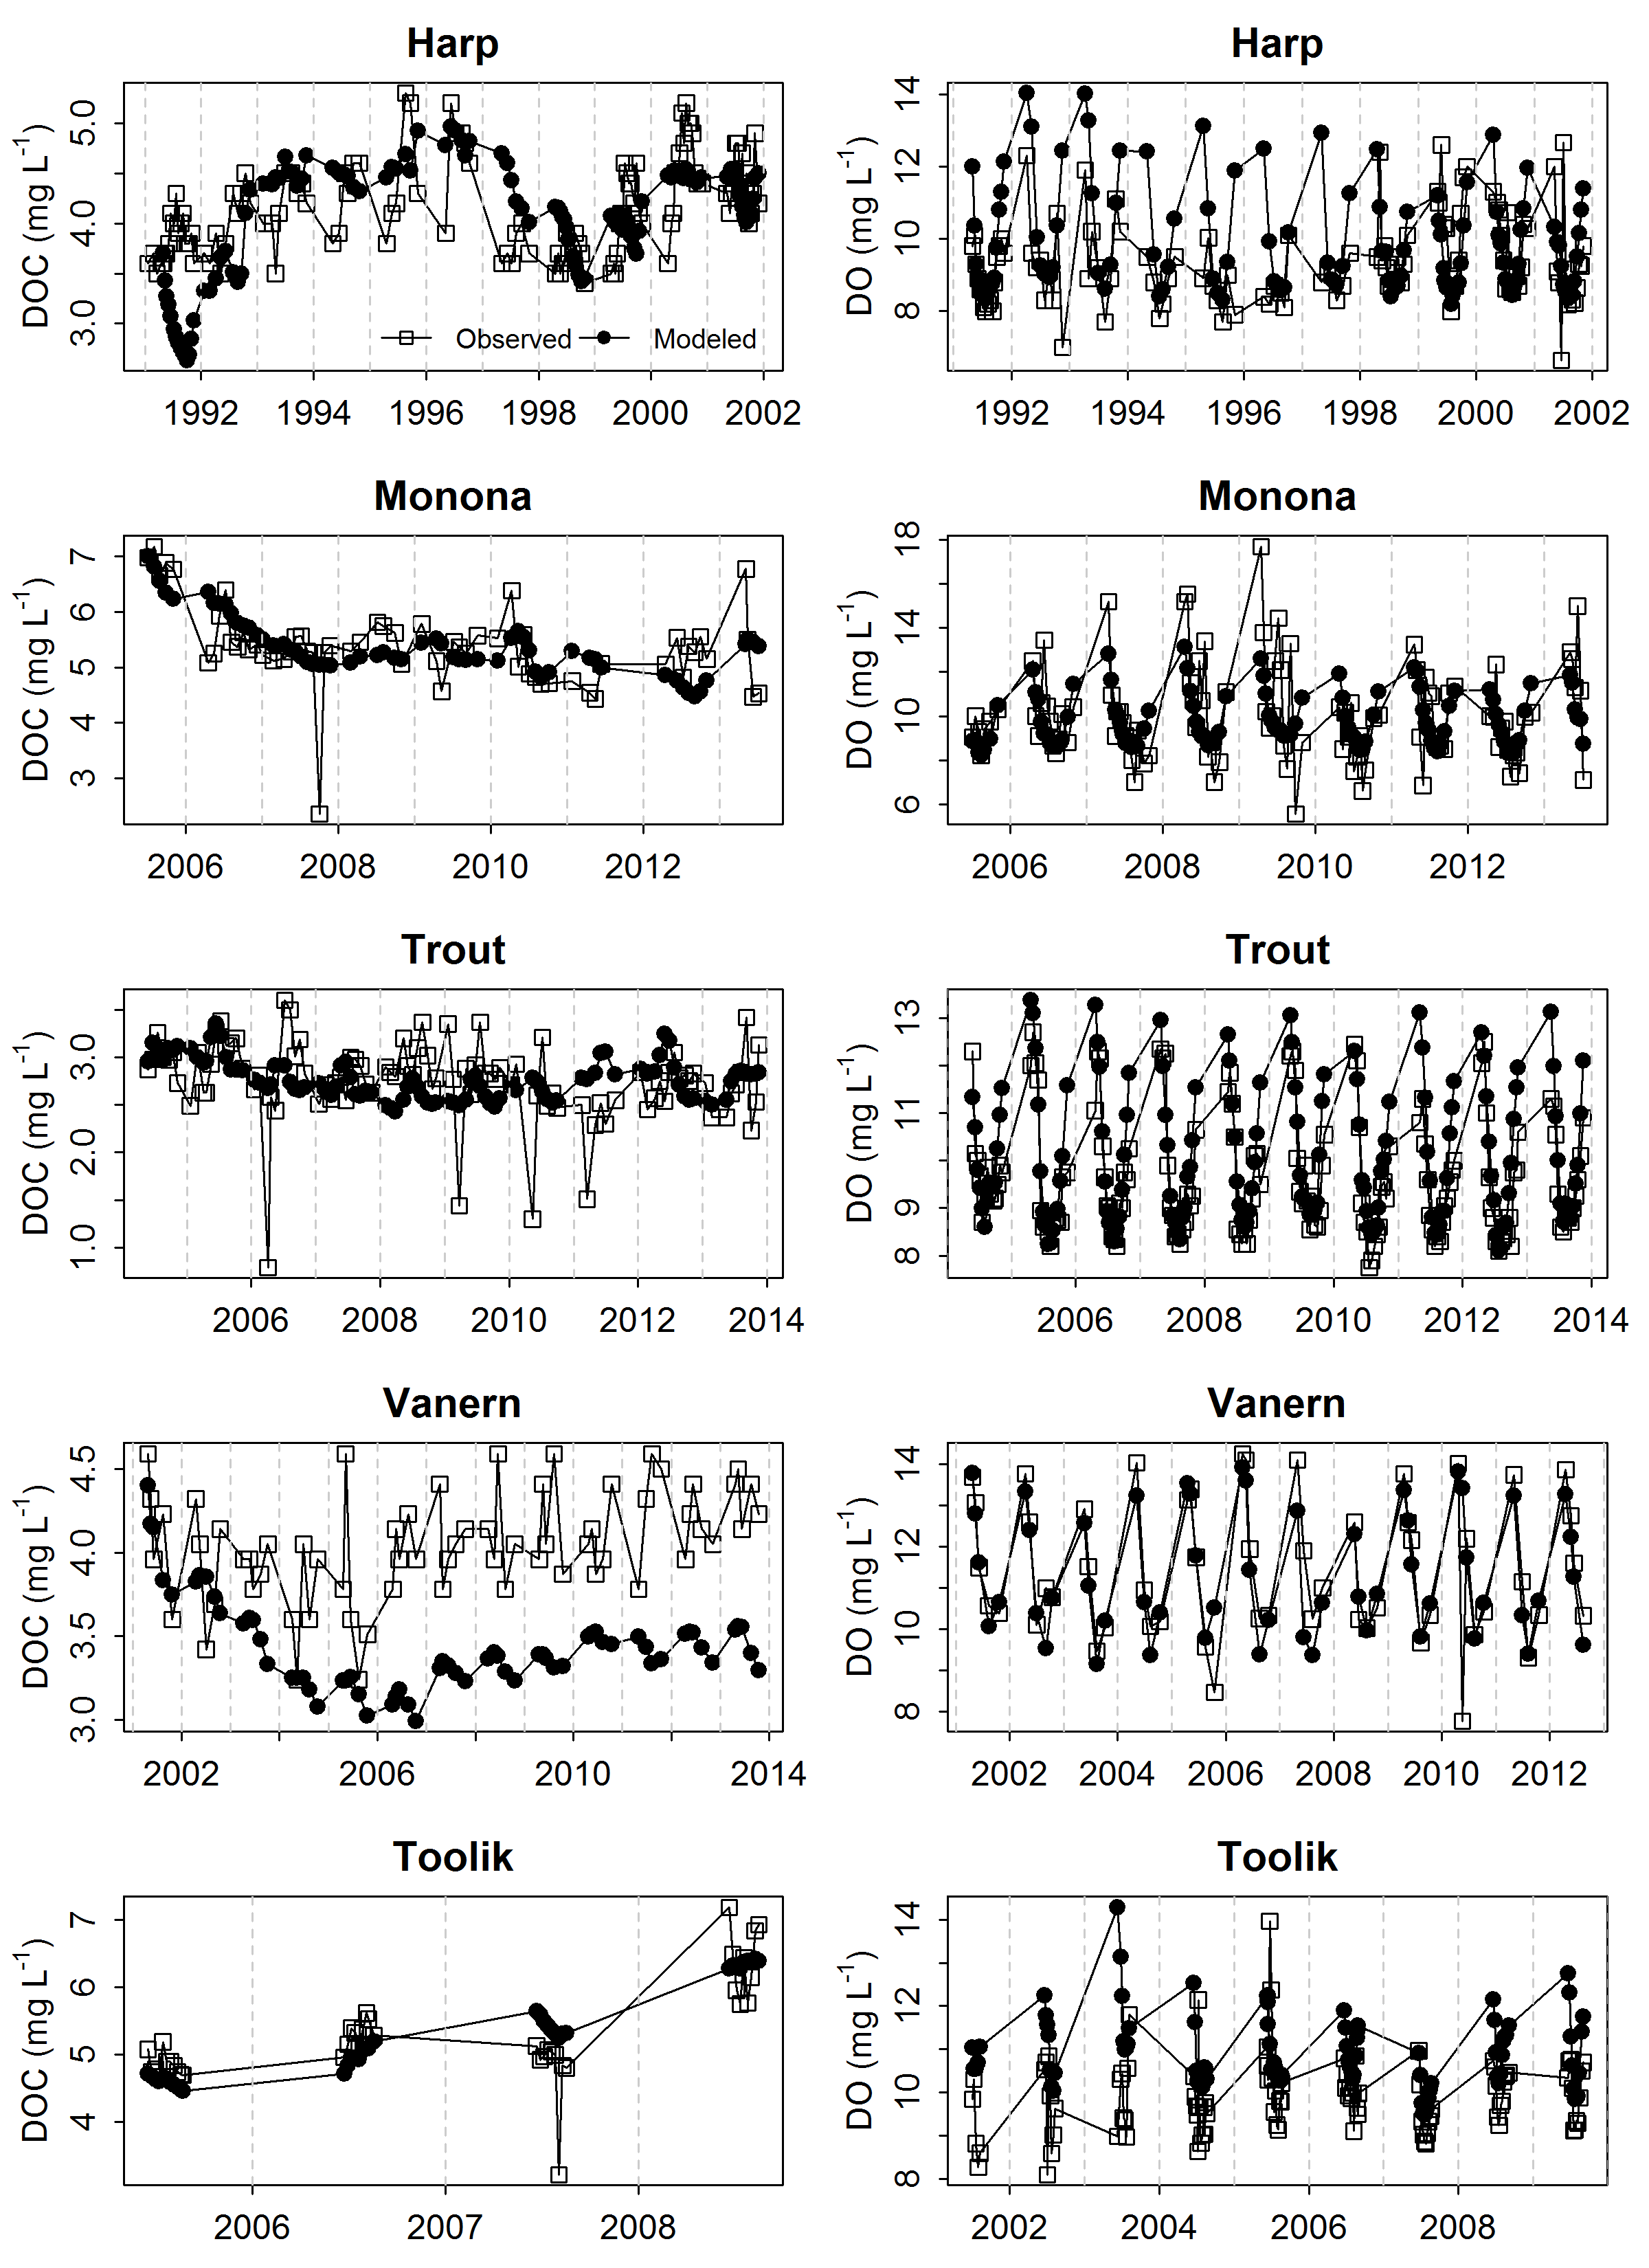 Harp
DOC (mg L-1)
3.0 4.0 5.0
Observed Modeled
1992 1994 1996 1998 2000 2002
Harp
DO (mg L-1)
8 10 12 14
1992 1994 1996 1998 2000 2002
Monona
DOC (mg L-1)
3 4 5 6 7
2006 2008 2010 2012
Monona
DO (mg L-1)
6 10 14 18
2006 2008 2010 2012
Trout
DOC (mg L-1)
1.0 2.0 3.0
2006 2008 2010 2012 2014
Trout
DO (mg L-1)
8 9 11 13
2006 2008 2010 2012 2014
Vanern
DOC (mg L-1)
3.0 3.5 4.0 4.5
2002 2006 2010 2014
Vanern
DO (mg L-1)
8 10 12 14
2002 2004 2006 2008 2010 2012
Toolik
DOC (mg L-1)
4 5 6 7
2006 2007 2008
Toolik
DO (mg L-1)
8 10 12 14
2002 2004 2006 2008